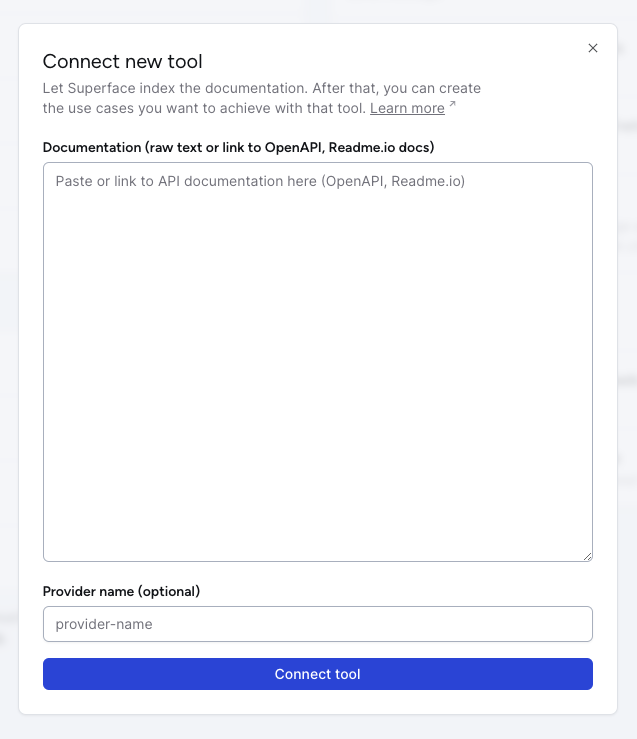 Connect new tool
Let Superface index the documentation. After that, you can create
the use cases you want to achieve with that tool. Learn more ↗
Documentation (raw text or link to OpenAPI, Readme.io docs)
Paste or link to API documentation here (OpenAPI, Readme.io)
Provider name (optional)
provider-name
Connect tool